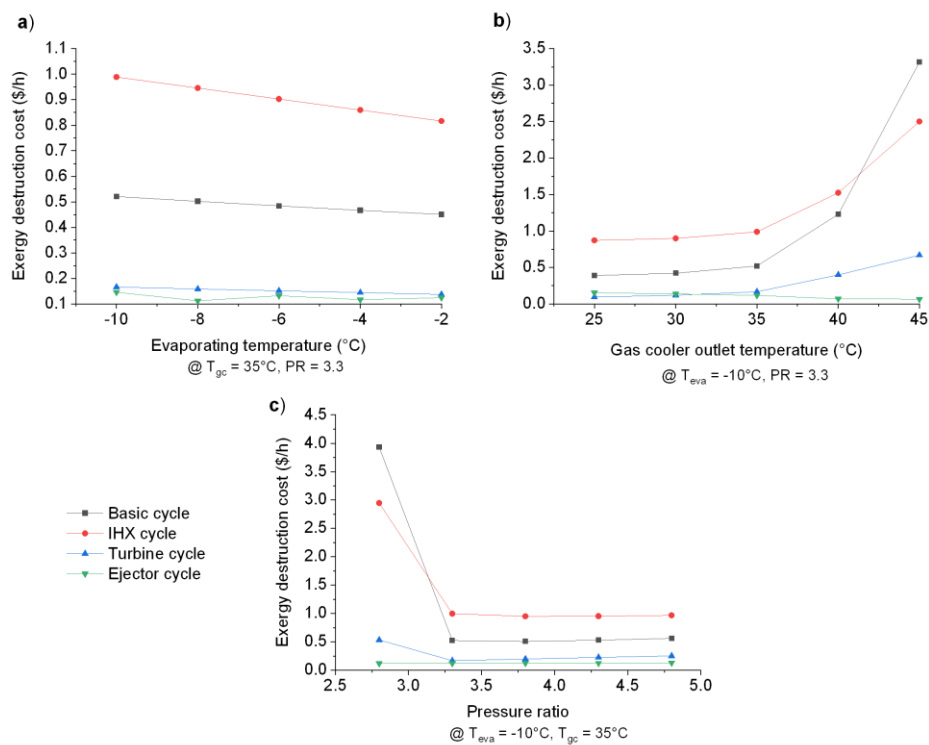 a)
Exergy destruction cost ($/h)
1.1
1.0
0.9
0.8
0.7
0.6
0.5
0.4
0.3
0.2
0.1
-10 -8 -6 -4 -2
Evaporating temperature (°C)
@ Tgc = 35°C, PR = 3.3
b)
Exergy destruction cost ($/h)
3.5
3.0
2.5
2.0
1.5
1.0
0.5
0.0
25 30 35 40 45
Gas cooler outlet temperature (°C)
@ Teva = -10°C, PR = 3.3
c)
Exergy destruction cost ($/h)
4.5
4.0
3.5
3.0
2.5
2.0
1.5
1.0
0.5
0.0
2.5 3.0 3.5 4.0 4.5 5.0
Pressure ratio
@ Teva = -10°C, Tgc = 35°C
Basic cycle
IHX cycle
Turbine cycle
Ejector cycle